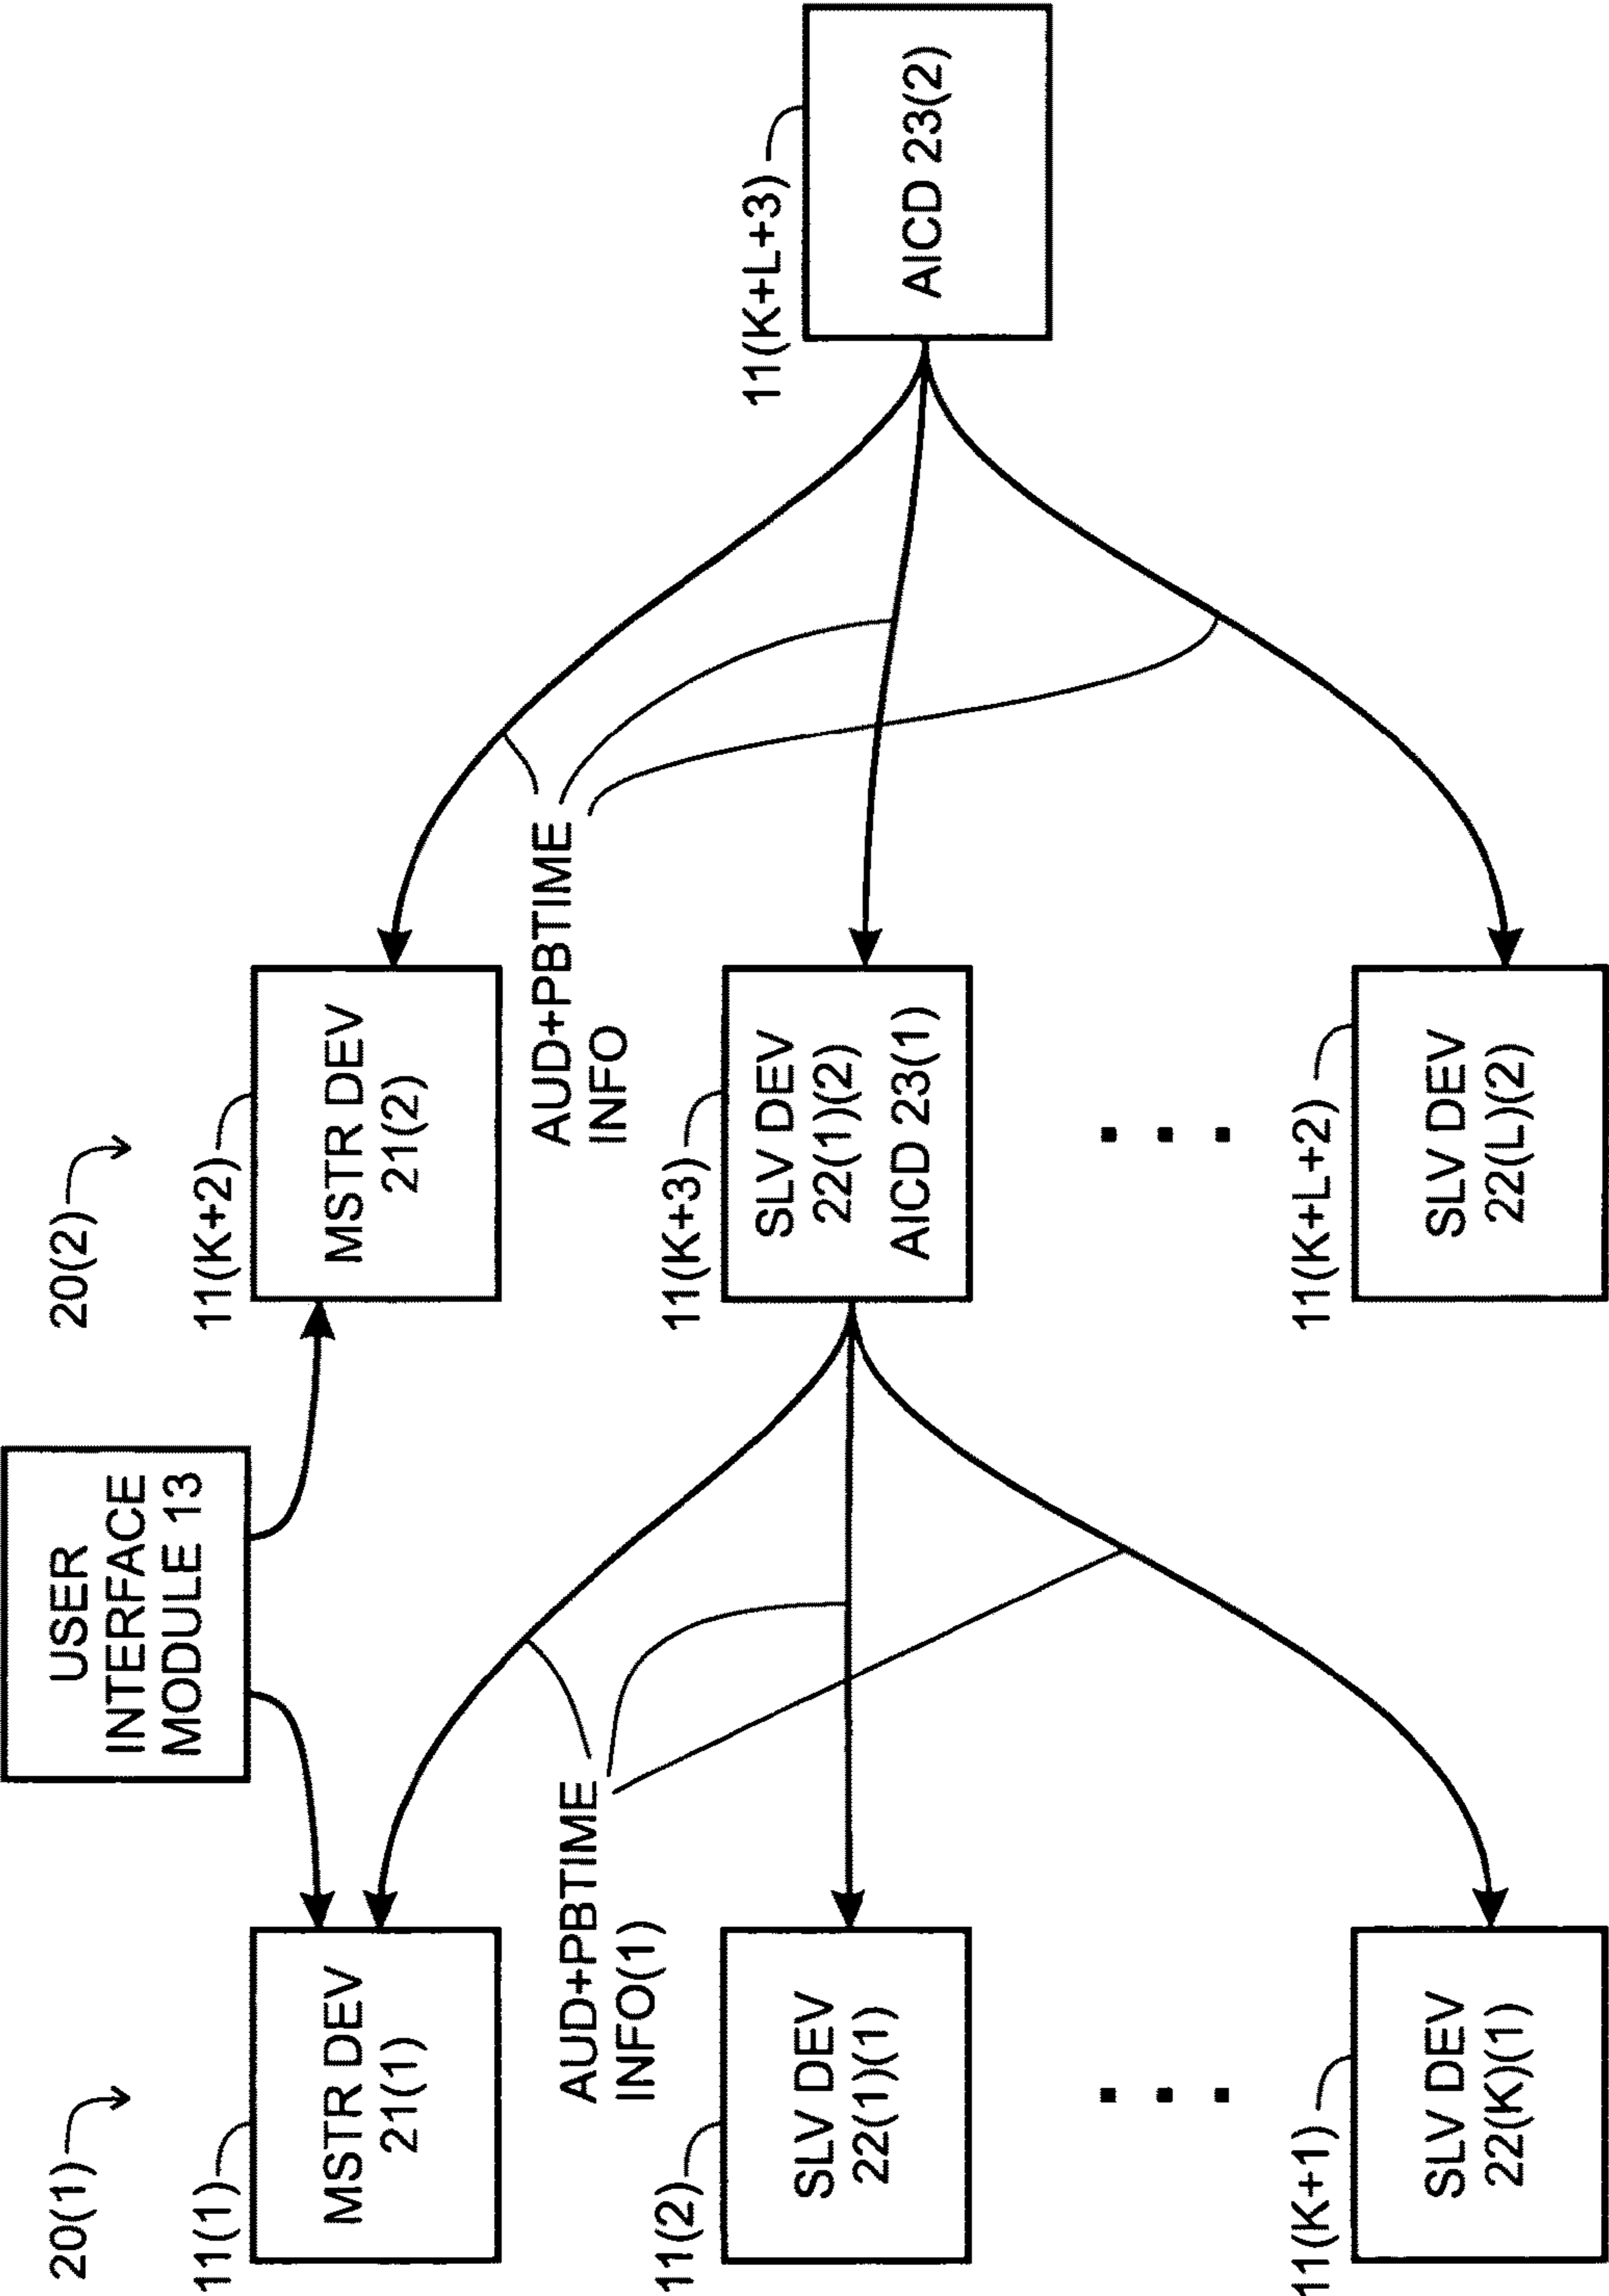 USER
INTERFACE
MODULE 13
20(1)
20(2)
11(1)
MSTR DEV
21(1)
11(K+2)
MSTR DEV
21(2)
AUD+PBTIME
INFO(1)
AUD+PBTIME
INFO
11(2)
SLV DEV
22(1)(1)
11(K+3)
SLV DEV
22(1)(2)
AICD 23(1)
11(K+L+3)
AICD 23(2)
11(K+1)
SLV DEV
22(K)(1)
11(K+L+2)
SLV DEV
22(L)(2)